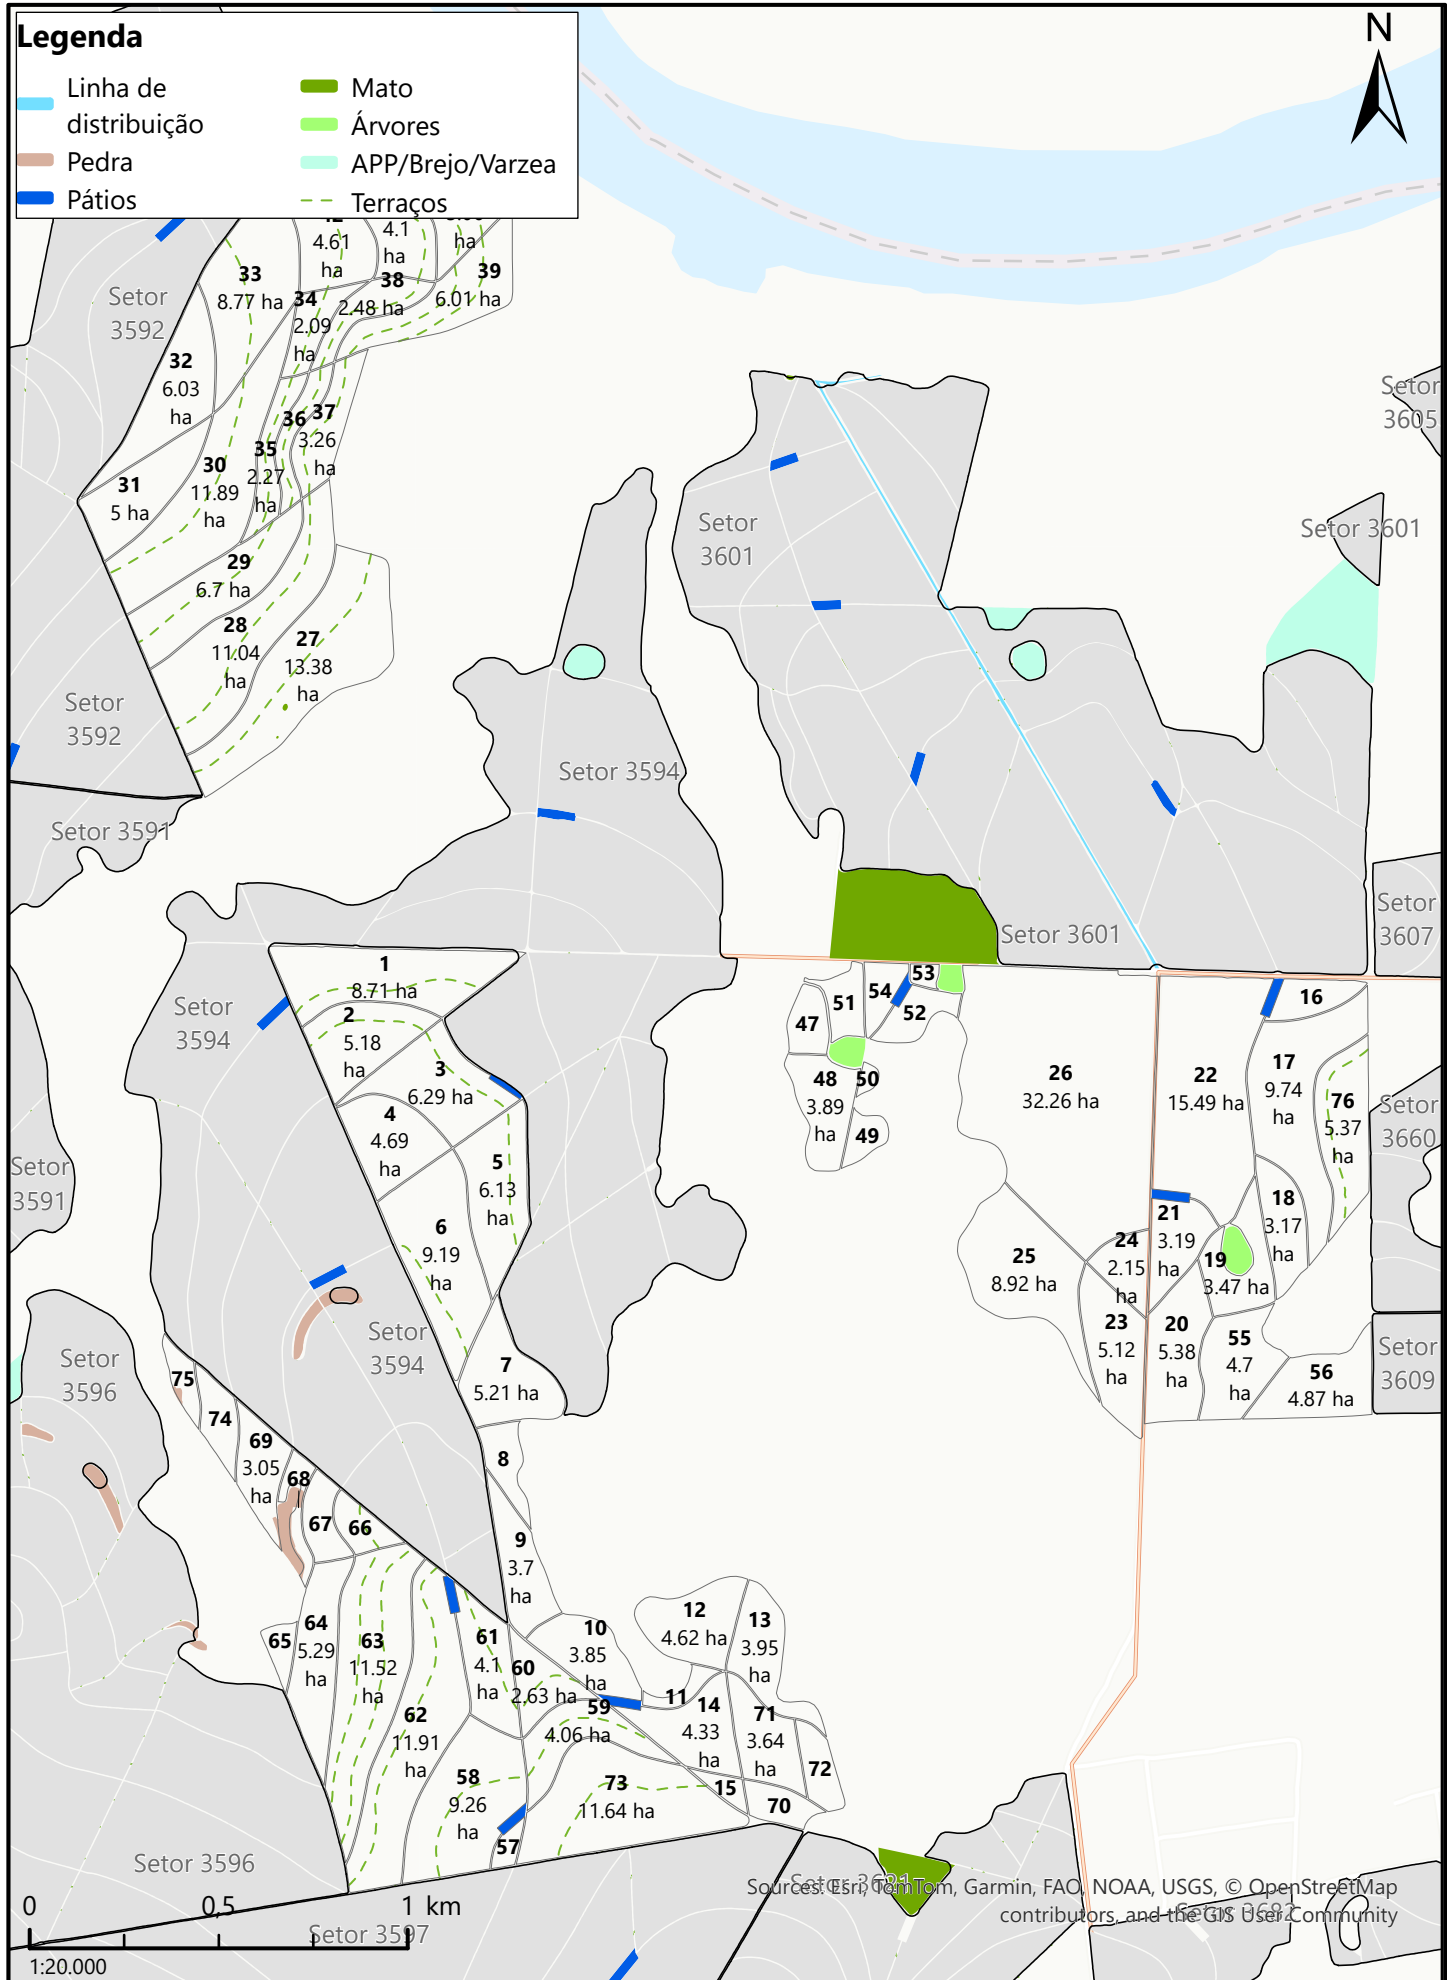 Legenda
Linha de
distribuição
Pedra
Pátios
Mato
Árvores
APP/Brejo/Varzea
Terraços
N
4.61
ha
4.1
ha
ha
33
8.77 ha
34
2.09
ha
38
2.48 ha
39
6.01 ha
Setor
3592
32
6.03
ha
31
5 ha
30
11.89
ha
35
2.27
ha
36
37
3.26
ha
29
6.7 ha
28
11.04
ha
27
13.38
ha
Setor
3592
Setor 3591
Setor 3594
Setor
3601
Setor
3605
Setor 3601
Setor 3601
Setor
3607
1
8.71 ha
2
5.18
ha
3
6.29 ha
4
4.69
ha
5
6.13
ha
6
9.19
ha
7
5.21 ha
8
9
3.7
ha
Setor
3594
Setor
3591
Setor
3594
Setor
3596
47
51
54
53
52
48
3.89
ha
50
49
26
32.26 ha
22
15.49 ha
16
17
9.74
ha
76
5.37
ha
Setor
3660
18
3.17
ha
21
3.19
ha
19
3.47 ha
24
2.15
ha
25
8.92 ha
23
5.12
ha
20
5.38
ha
55
4.7
ha
56
4.87 ha
Setor
3609
75
74
69
3.05
ha
68
67
66
65
64
5.29
ha
63
11.52
ha
62
11.91
ha
61
4.1
ha
60
2.63 ha
59
4.06 ha
10
3.85
ha
11
12
4.62 ha
13
3.95
ha
14
4.33
ha
71
3.64
ha
72
58
9.26
ha
57
73
11.64 ha
15
70
Setor 3596
Setor 3597
Setor 3681
Setor 3682
Sources: Esri, TomTom, Garmin, FAO, NOAA, USGS, © OpenStreetMap
contributors, and the GIS User Community
0 0,5 1 km
1:20.000